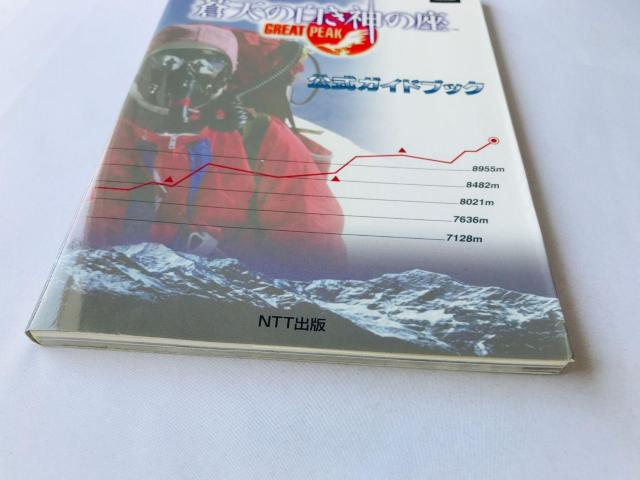 蒼天の白き神の座
GREAT PEAK
公式ガイドブック
8955m
8482m
8021m
7636m
7128m
NTT出版